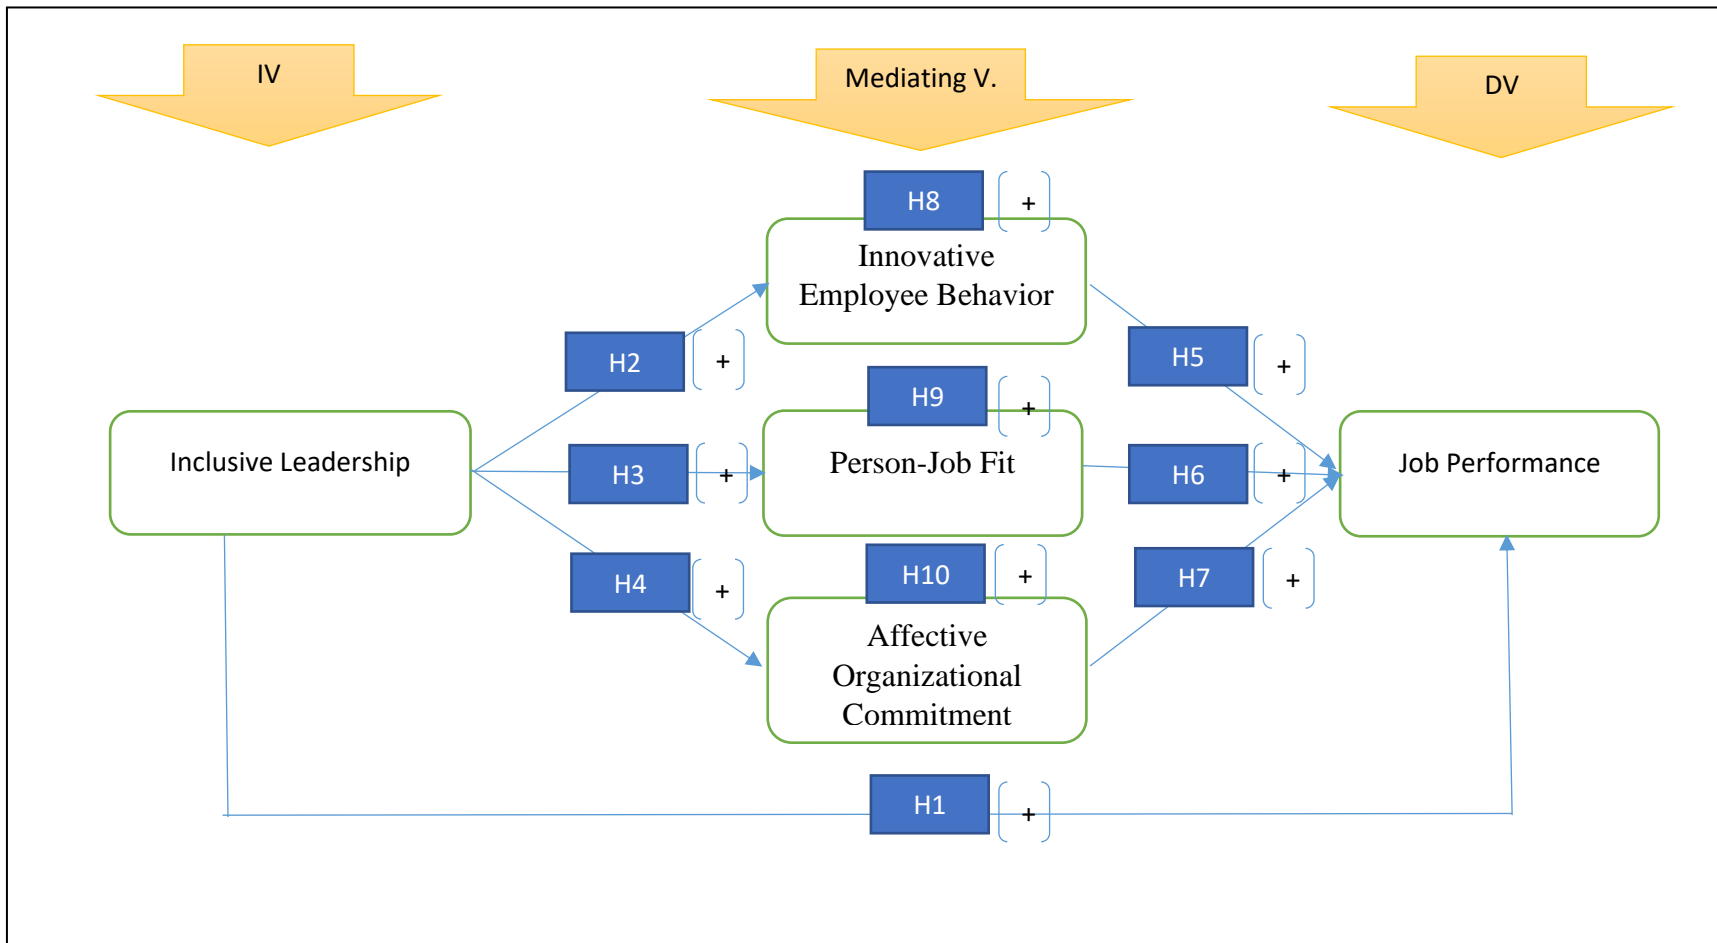 IV
Mediating V.
DV
H8
+
Innovative
Employee Behavior
H2
+
H5
+
H9
+
Inclusive Leadership
H3
+
Person-Job Fit
H6
+
Job Performance
H4
+
H10
+
H7
+
Affective
Organizational
Commitment
H1
+